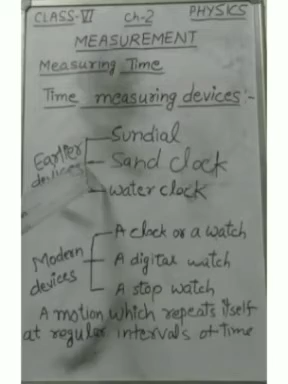 CLASS-VI Ch-2 PHYSICS
MEASUREMENT
Measuring Time
Time measuring devices:-
Earlier devices
Sundial
Sand clock
water clock
Modern devices
A clock or a watch
A digital watch
A stop watch
A motion which repeats itself
at regular intervals of time